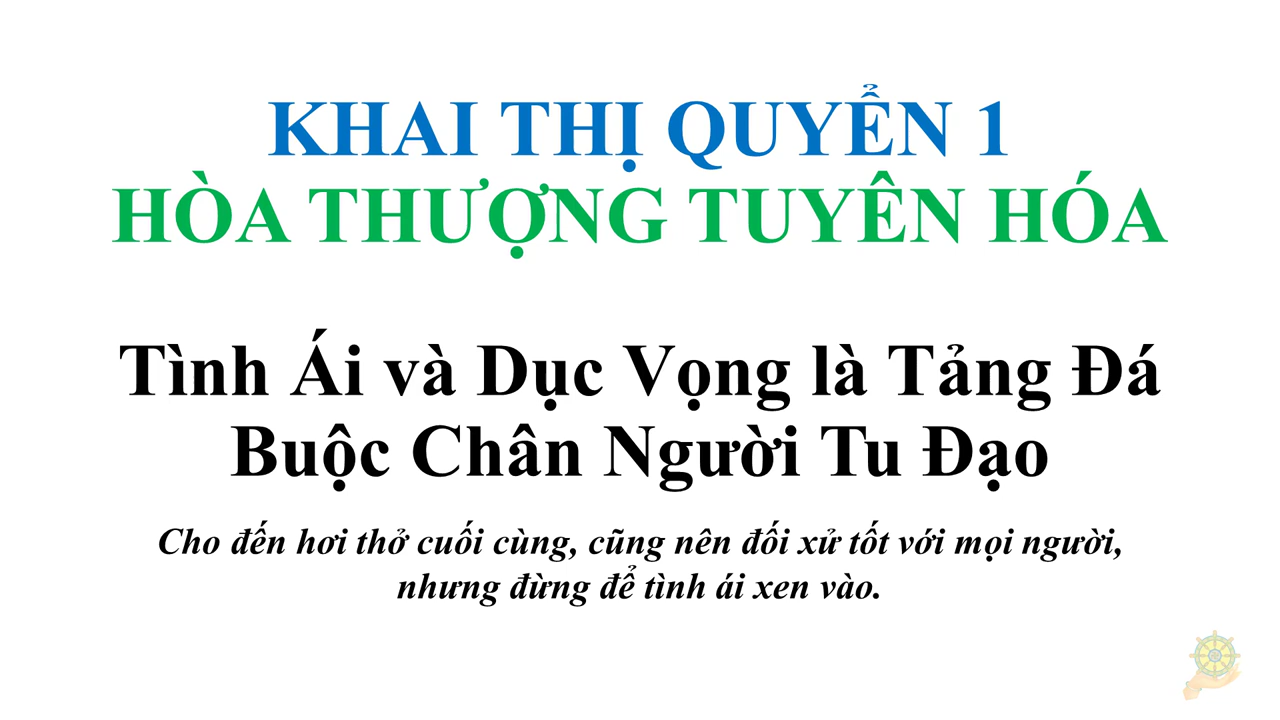 KHAI THỊ QUYỂN 1
HÒA THƯỢNG TUYÊN HÓA
Tình Ái và Dục Vọng là Tảng Đá
Buộc Chân Người Tu Đạo
Cho đến hơi thở cuối cùng, cũng nên đối xử tốt với mọi người,
nhưng đừng để tình ái xen vào.